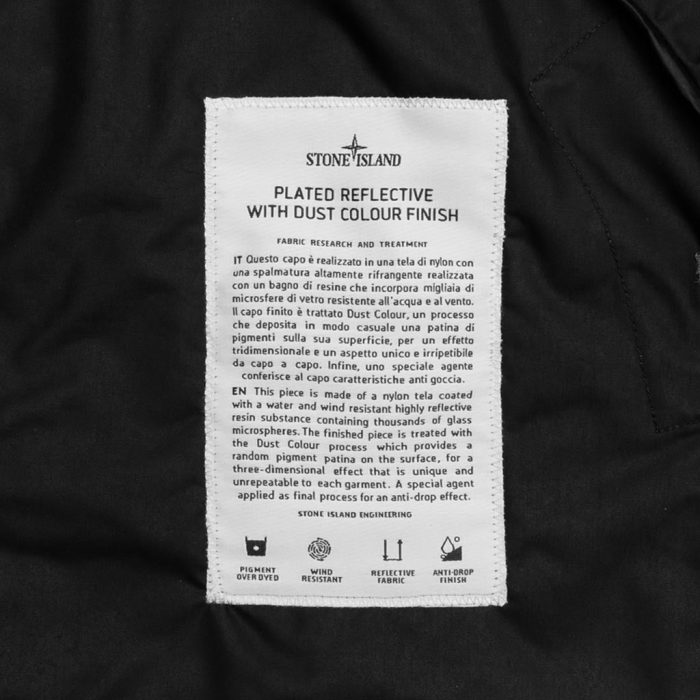 STONE ISLAND
PLATED REFLECTIVE
WITH DUST COLOUR FINISH
FABRIC RESEARCH AND TREATMENT
IT Questo capo è realizzato in una tela di nylon con
una spalmatura altamente rifrangente realizzata
con un bagno di resine che incorpora migliaia di
microsfere di vetro resistente all'acqua e al vento.
Il capo finito è trattato Dust Colour, un processo
che deposita in modo casuale una patina di
pigmenti sulla sua superficie, per un effetto
tridimensionale e un aspetto unico e irripetibile
da capo a capo. Infine, uno speciale agente
conferisce al capo caratteristiche anti goccia.
EN This piece is made of a nylon tela coated
with a water and wind resistant highly reflective
resin substance containing thousands of glass
microspheres. The finished piece is treated with
the Dust Colour process which provides a
random pigment patina on the surface, for a
three-dimensional effect that is unique and
unrepeatable to each garment. A special agent
applied as final process for an anti-drop effect.
STONE ISLAND ENGINEERING
PIGMENT
OVER DYED
WIND
RESISTANT
REFLECTIVE
FABRIC
ANTI-DROP
FINISH